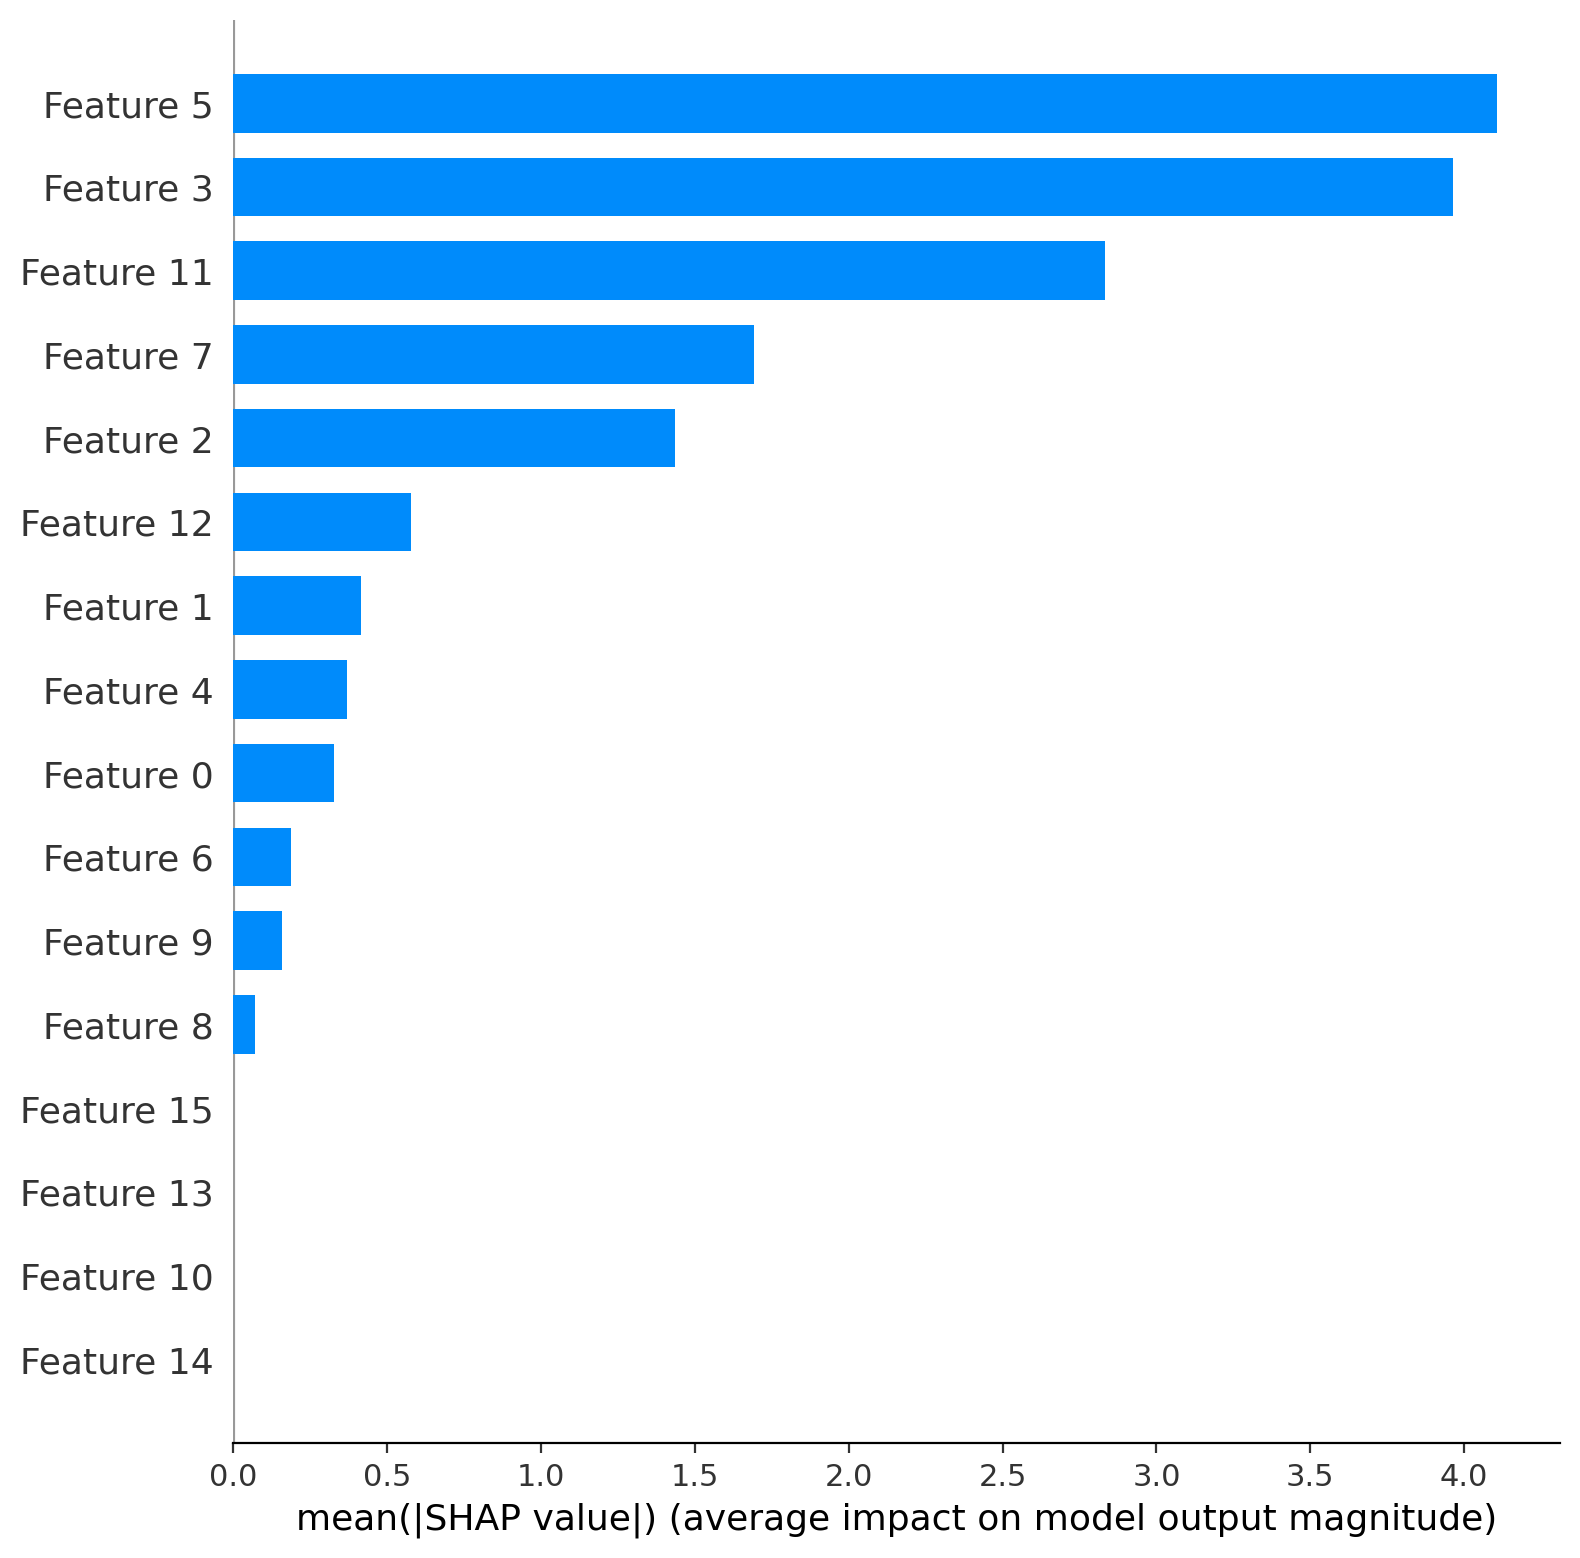 Feature 5
Feature 3
Feature 11
Feature 7
Feature 2
Feature 12
Feature 1
Feature 4
Feature 0
Feature 6
Feature 9
Feature 8
Feature 15
Feature 13
Feature 10
Feature 14
0.0 0.5 1.0 1.5 2.0 2.5 3.0 3.5 4.0
mean(|SHAP value|) (average impact on model output magnitude)